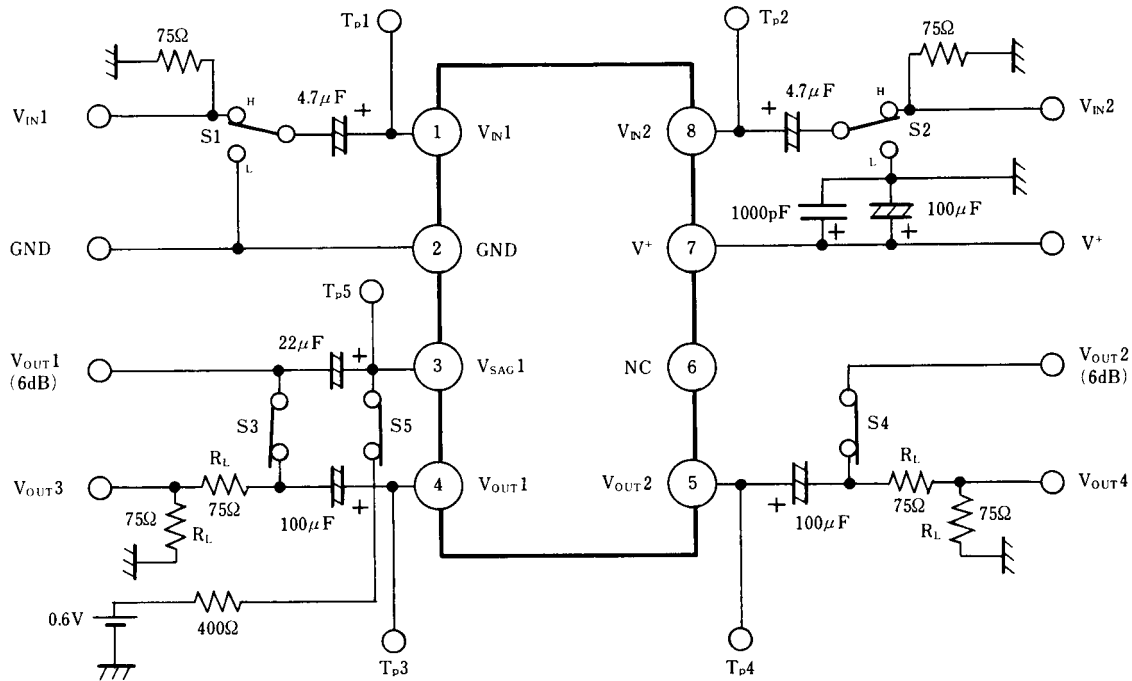 Tp1
Tp2
75Ω
75Ω
VIN1
H
S1
L
4.7μF
+
1
VIN1
VIN2
8
+
4.7μF
H
S2
L
VIN2
1000pF
+
100μF
+
GND
2
GND
V+
7
V+
Tp5
VOUT1
(6dB)
22μF
+
3
VSAG1
NC
6
VOUT2
(6dB)
S3
S5
S4
VOUT3
RL
75Ω
75Ω
RL
100μF
+
4
VOUT1
VOUT2
5
+
100μF
RL
75Ω
RL
75Ω
VOUT4
0.6V
400Ω
Tp3
Tp4